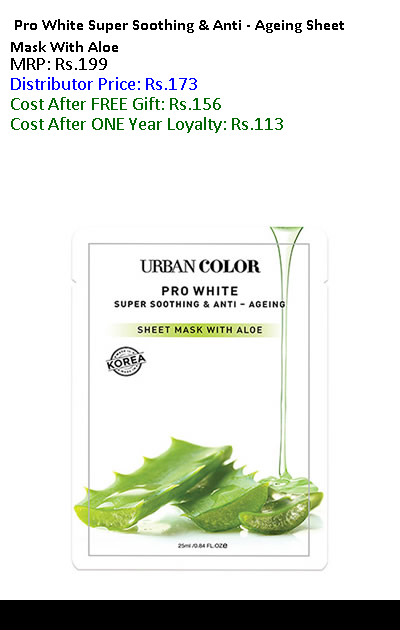 Pro White Super Soothing & Anti - Ageing Sheet
Mask With Aloe
MRP: Rs.199
Distributor Price: Rs.173
Cost After FREE Gift: Rs.156
Cost After ONE Year Loyalty: Rs.113
URBAN COLOR
PRO WHITE
SUPER SOOTHING & ANTI – AGEING
SHEET MASK WITH ALOE
KOREA
25ml /0.84 FL.OZ℮